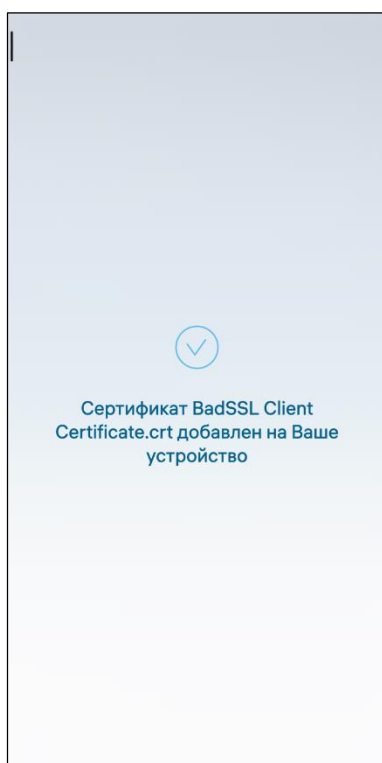 Сертификат BadSSL Client
Certificate.crt добавлен на Ваше
устройство